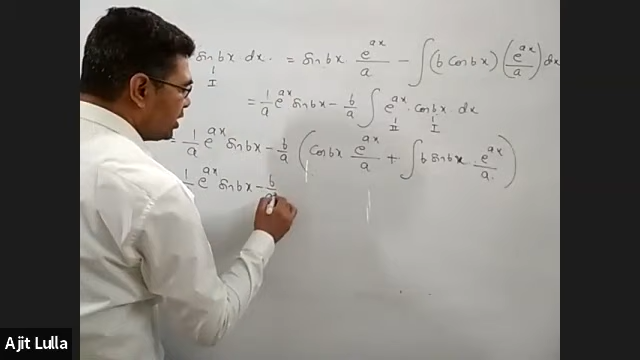 sin bx dx. = sin bx . e^{ax}/a - ∫ (b cos bx) (e^{ax}/a) dx
I
= 1/a e^{ax} sin bx - b/a ∫ e^{ax} . cos bx . dx
II I
= 1/a e^{ax} sin bx - b/a ( cos bx e^{ax}/a + ∫ b sin bx e^{ax}/a. )
1/a e^{ax} sin bx - b/a
Ajit Lulla